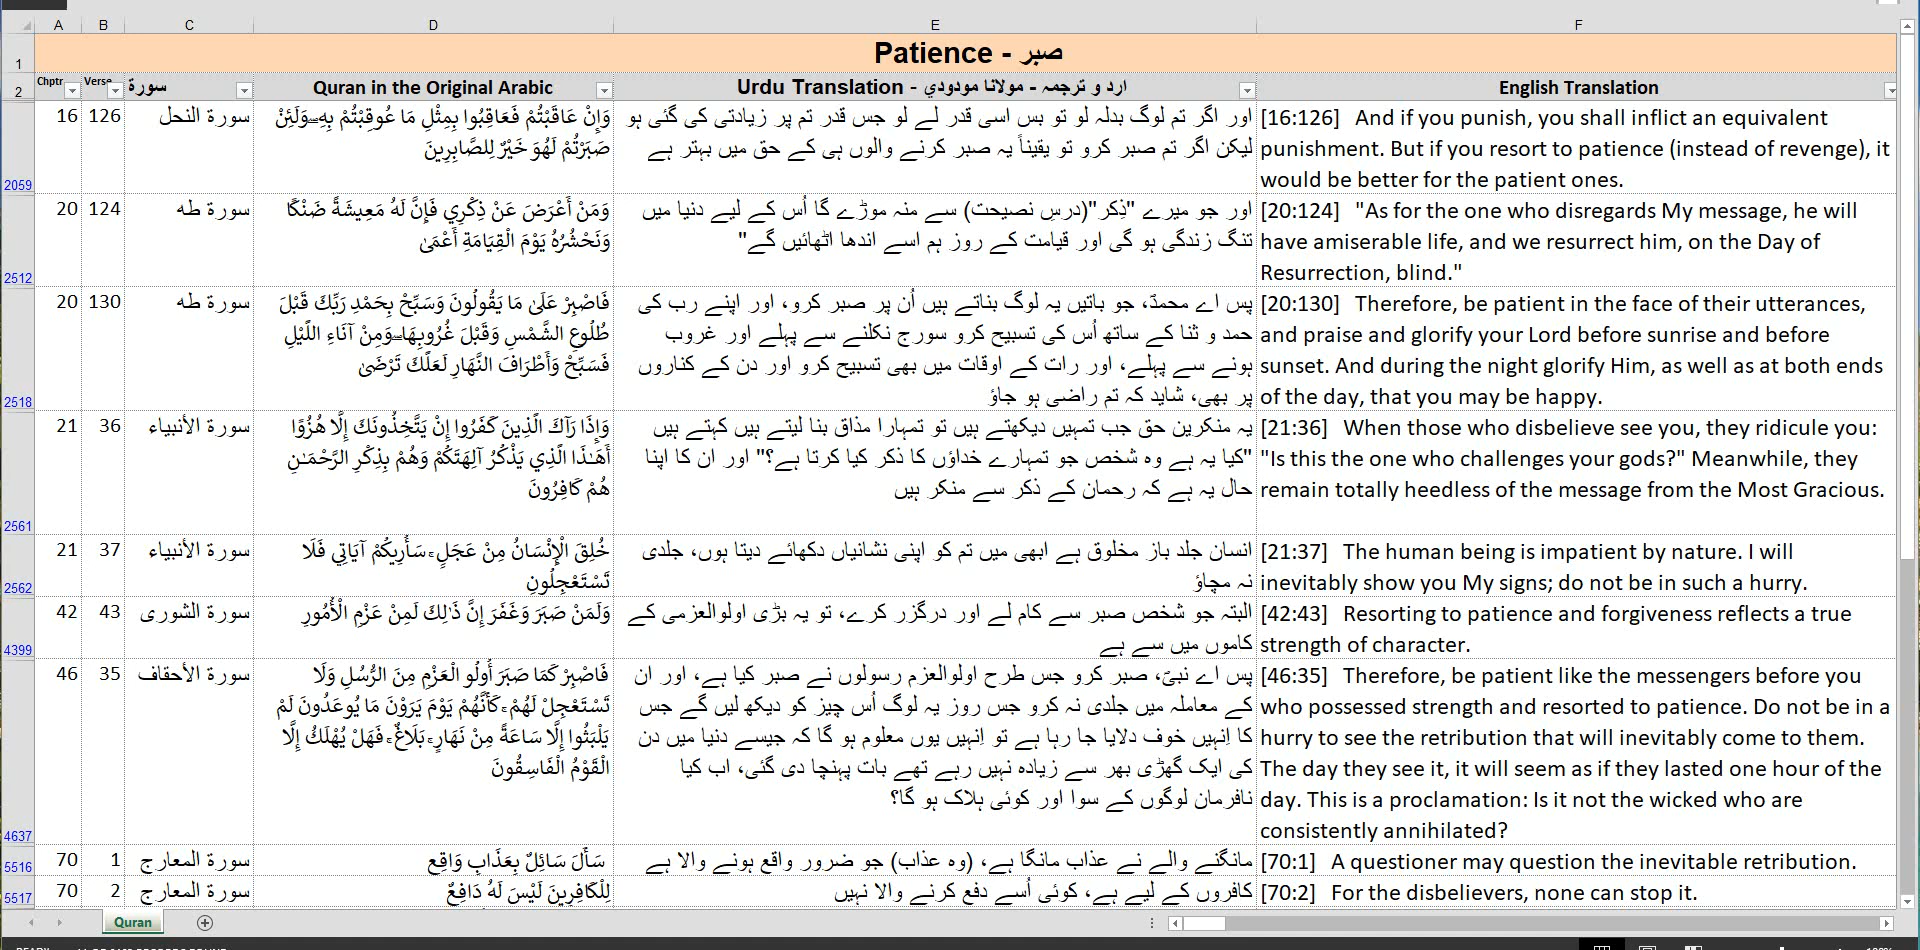 A B C D E F
1 Patience - صبر
2 Chptr Verse سورة Quran in the Original Arabic Urdu Translation - ارد و ترجمہ - مولانا مودودي English Translation
2059 16 126 سورة النحل
وَإِنْ عَاقَبْتُمْ فَعَاقِبُوا بِمِثْلِ مَا عُوقِبْتُمْ بِهِ ۖ وَلَئِنْ
صَبَرْتُمْ لَهُوَ خَيْرٌ لِلصَّابِرِينَ
اور اگر تم لوگ بدلہ لو تو بس اسی قدر لے لو جس قدر تم پر زیادتی کی گئی ہو
لیکن اگر تم صبر کرو تو یقیناً یہ صبر کرنے والوں ہی کے حق میں بہتر ہے
[16:126] And if you punish, you shall inflict an equivalent
punishment. But if you resort to patience (instead of revenge), it
would be better for the patient ones.
2512 20 124 سورة طه
وَمَنْ أَعْرَضَ عَنْ ذِكْرِي فَإِنَّ لَهُ مَعِيشَةً ضَنْكًا
وَنَحْشُرُهُ يَوْمَ الْقِيَامَةِ أَعْمَىٰ
اور جو میرے "ذِکر"(درسِ نصیحت) سے منہ موڑے گا اُس کے لیے دنیا میں
تنگ زندگی ہو گی اور قیامت کے روز ہم اسے اندھا اٹھائیں گے"
[20:124] "As for the one who disregards My message, he will
have amiserable life, and we resurrect him, on the Day of
Resurrection, blind."
2518 20 130 سورة طه
فَاصْبِرْ عَلَىٰ مَا يَقُولُونَ وَسَبِّحْ بِحَمْدِ رَبِّكَ قَبْلَ
طُلُوعِ الشَّمْسِ وَقَبْلَ غُرُوبِهَا ۖ وَمِنْ آنَاءِ اللَّيْلِ
فَسَبِّحْ وَأَطْرَافَ النَّهَارِ لَعَلَّكَ تَرْضَىٰ
پس اے محمدؐ، جو باتیں یہ لوگ بناتے ہیں اُن پر صبر کرو، اور اپنے رب کی
حمد و ثنا کے ساتھ اُس کی تسبیح کرو سورج نکلنے سے پہلے اور غروب
ہونے سے پہلے، اور رات کے اوقات میں بھی تسبیح کرو اور دن کے کناروں
پر بھی، شاید کہ تم راضی ہو جاؤ
[20:130] Therefore, be patient in the face of their utterances,
and praise and glorify your Lord before sunrise and before
sunset. And during the night glorify Him, as well as at both ends
of the day, that you may be happy.
2561 21 36 سورة الأنبياء
وَإِذَا رَآكَ الَّذِينَ كَفَرُوا إِنْ يَتَّخِذُونَكَ إِلَّا هُزُوًا
أَهَٰذَا الَّذِي يَذْكُرُ آلِهَتَكُمْ وَهُمْ بِذِكْرِ الرَّحْمَٰنِ
هُمْ كَافِرُونَ
یہ منکرین حق جب تمہیں دیکھتے ہیں تو تمہارا مذاق بنا لیتے ہیں کہتے ہیں
"کیا یہ ہے وہ شخص جو تمہارے خداؤں کا ذکر کیا کرتا ہے؟" اور ان کا اپنا
حال یہ ہے کہ رحمان کے ذکر سے منکر ہیں
[21:36] When those who disbelieve see you, they ridicule you:
"Is this the one who challenges your gods?" Meanwhile, they
remain totally heedless of the message from the Most Gracious.
2562 21 37 سورة الأنبياء
خُلِقَ الْإِنْسَانُ مِنْ عَجَلٍ ۚ سَأُرِيكُمْ آيَاتِي فَلَا
تَسْتَعْجِلُونِ
انسان جلد باز مخلوق ہے ابھی میں تم کو اپنی نشانیاں دکھائے دیتا ہوں، جلدی
نہ مچاؤ
[21:37] The human being is impatient by nature. I will
inevitably show you My signs; do not be in such a hurry.
4399 42 43 سورة الشورى
وَلَمَنْ صَبَرَ وَغَفَرَ إِنَّ ذَٰلِكَ لَمِنْ عَزْمِ الْأُمُورِ
البتہ جو شخص صبر سے کام لے اور درگزر کرے، تو یہ بڑی اولوالعزمی کے
کاموں میں سے ہے
[42:43] Resorting to patience and forgiveness reflects a true
strength of character.
4637 46 35 سورة الأحقاف
فَاصْبِرْ كَمَا صَبَرَ أُولُو الْعَزْمِ مِنَ الرُّسُلِ وَلَا
تَسْتَعْجِلْ لَهُمْ ۚ كَأَنَّهُمْ يَوْمَ يَرَوْنَ مَا يُوعَدُونَ لَمْ
يَلْبَثُوا إِلَّا سَاعَةً مِنْ نَهَارٍ ۚ بَلَاغٌ ۚ فَهَلْ يُهْلَكُ إِلَّا
الْقَوْمُ الْفَاسِقُونَ
پس اے نبیؐ، صبر کرو جس طرح اولوالعزم رسولوں نے صبر کیا ہے، اور ان
کے معاملہ میں جلدی نہ کرو جس روز یہ لوگ اُس چیز کو دیکھ لیں گے جس
کا اِنہیں خوف دلایا جا رہا ہے تو اِنہیں یوں معلوم ہو گا کہ جیسے دنیا میں دن
کی ایک گھڑی بھر سے زیادہ نہیں رہے تھے بات پہنچا دی گئی، اب کیا
نافرمان لوگوں کے سوا اور کوئی ہلاک ہو گا؟
[46:35] Therefore, be patient like the messengers before you
who possessed strength and resorted to patience. Do not be in a
hurry to see the retribution that will inevitably come to them.
The day they see it, it will seem as if they lasted one hour of the
day. This is a proclamation: Is it not the wicked who are
consistently annihilated?
5516 70 1 سورة المعارج
سَأَلَ سَائِلٌ بِعَذَابٍ وَاقِعٍ
مانگنے والے نے عذاب مانگا ہے، (وہ عذاب) جو ضرور واقع ہونے والا ہے
[70:1] A questioner may question the inevitable retribution.
5517 70 2 سورة المعارج
لِلْكَافِرِينَ لَيْسَ لَهُ دَافِعٌ
کافروں کے لیے ہے، کوئی اُسے دفع کرنے والا نہیں
[70:2] For the disbelievers, none can stop it.
Quran